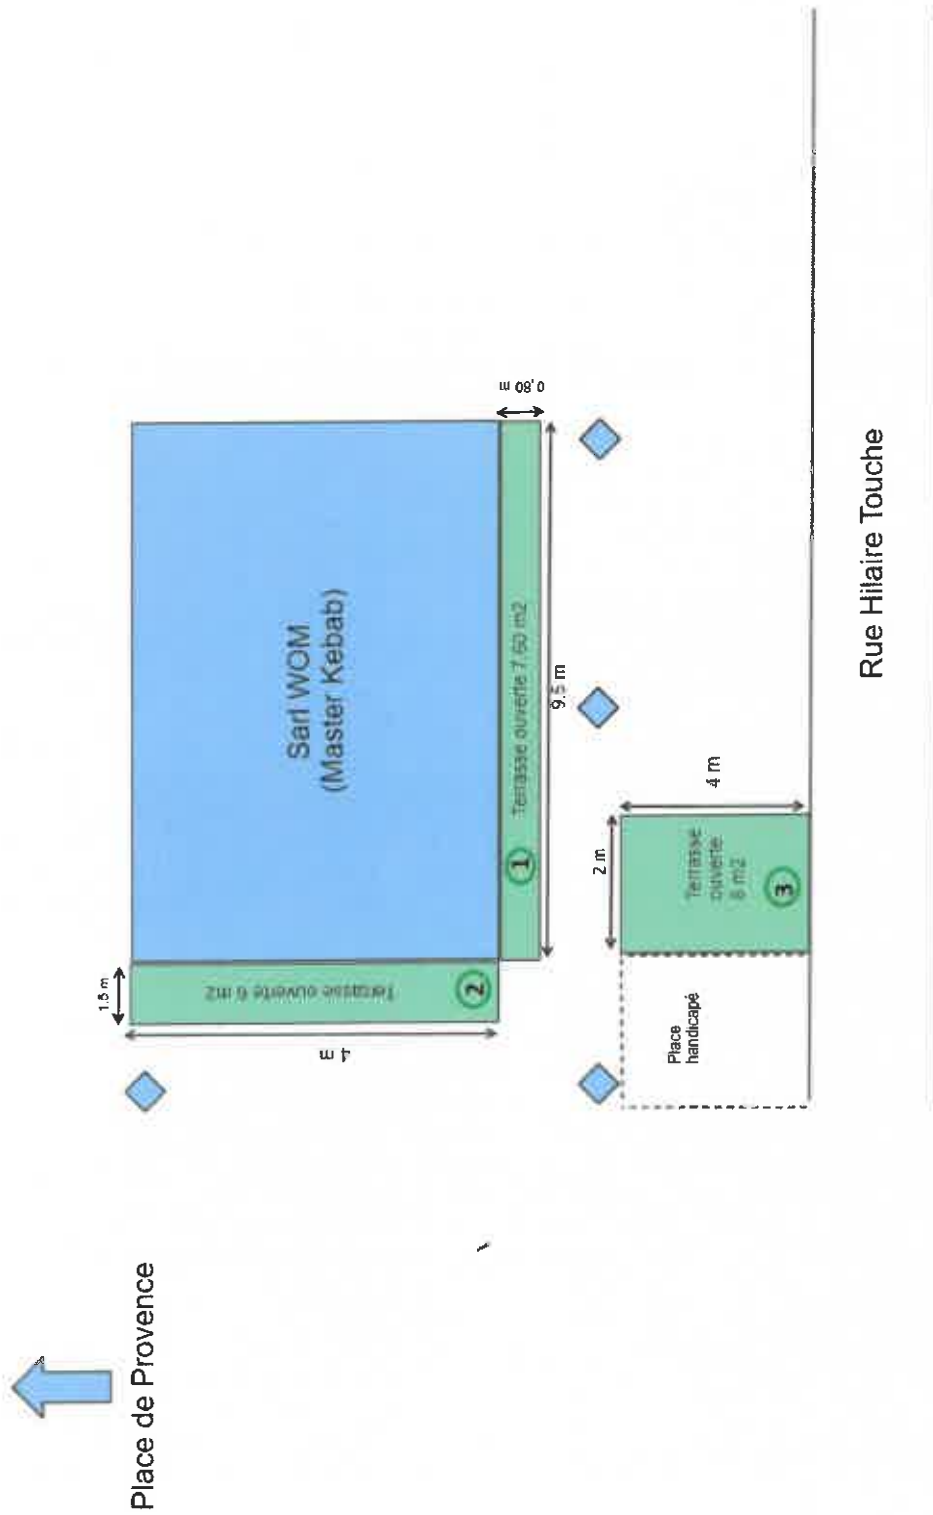 Place de Provence
1.5 m
4 m
Terrasse ouverte 6 m2
2
Sarl WOM
(Master Kebab)
0,80 m
1
Terrasse ouverte 7.60 m2
9.5 m
Place
handicapé
2 m
4 m
Terrasse
ouverte
8 m2
3
Rue Hilaire Touche